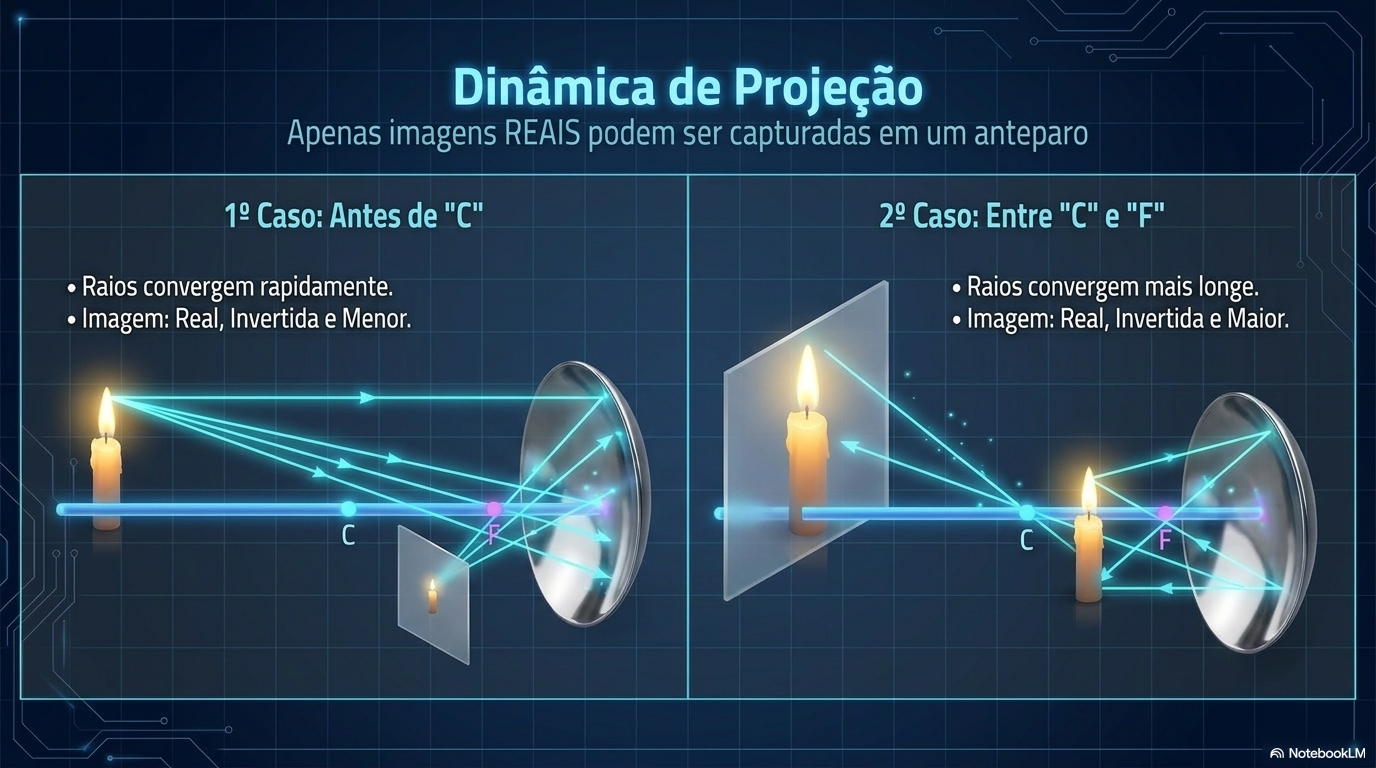 Dinâmica de Projeção
Apenas imagens REAIS podem ser capturadas em um anteparo
1º Caso: Antes de "C"
• Raios convergem rapidamente.
• Imagem: Real, Invertida e Menor.
C
F
2º Caso: Entre "C" e "F"
• Raios convergem mais longe.
• Imagem: Real, Invertida e Maior.
C
F
NotebookLM